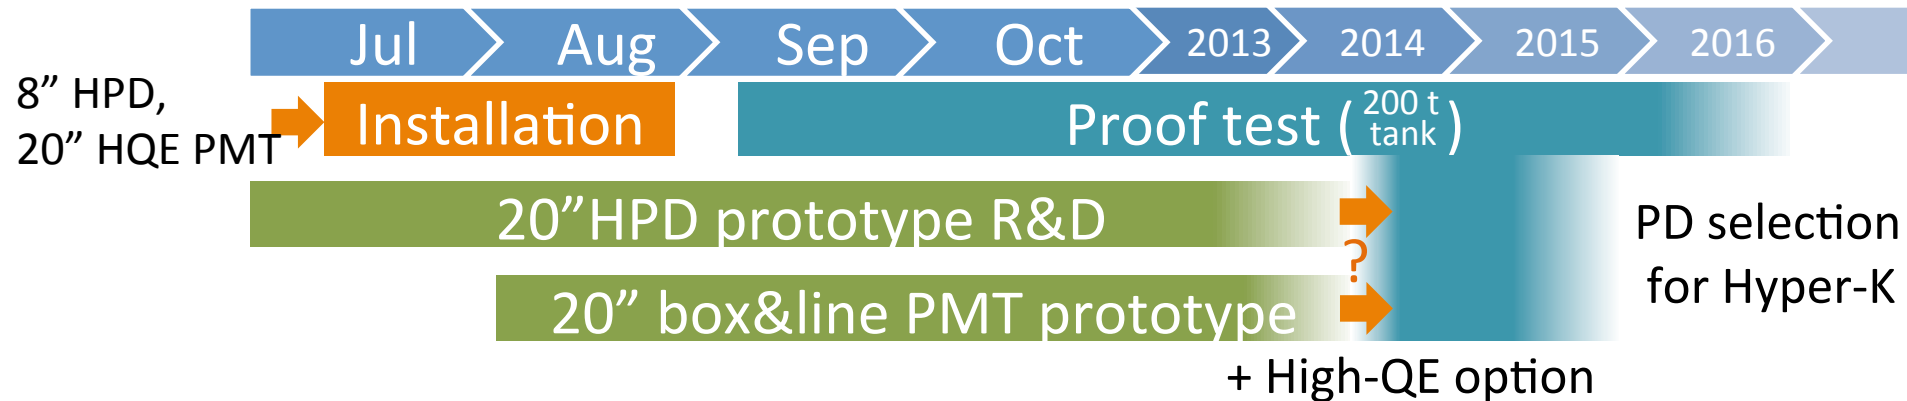 Jul Aug Sep Oct 2013 2014 2015 2016
8” HPD,
20” HQE PMT
Installation
Proof test ( 200 t tank )
20”HPD prototype R&D
?
20” box&line PMT prototype
PD selection
for Hyper-K
+ High-QE option